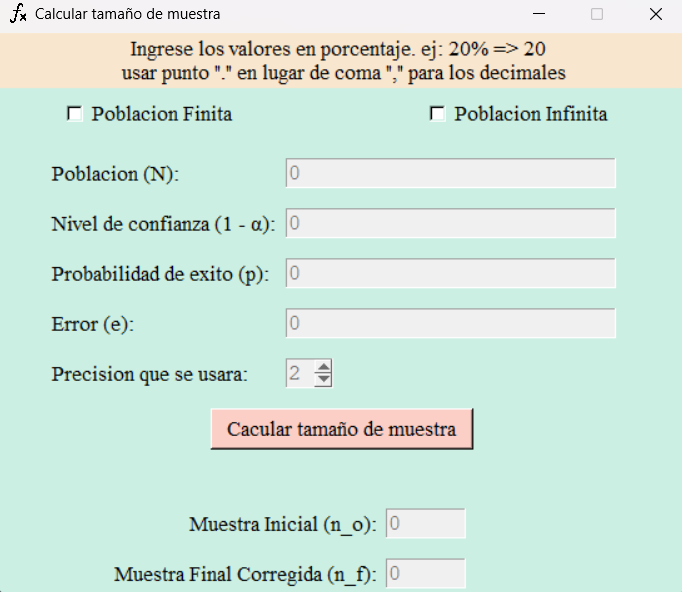 Calcular tamaño de muestra
Ingrese los valores en porcentaje. ej: 20% => 20
usar punto "." en lugar de coma "," para los decimales
Poblacion Finita Poblacion Infinita
Poblacion (N): 0
Nivel de confianza (1 - α): 0
Probabilidad de exito (p): 0
Error (e): 0
Precision que se usara: 2
Cacular tamaño de muestra
Muestra Inicial (n_o): 0
Muestra Final Corregida (n_f): 0